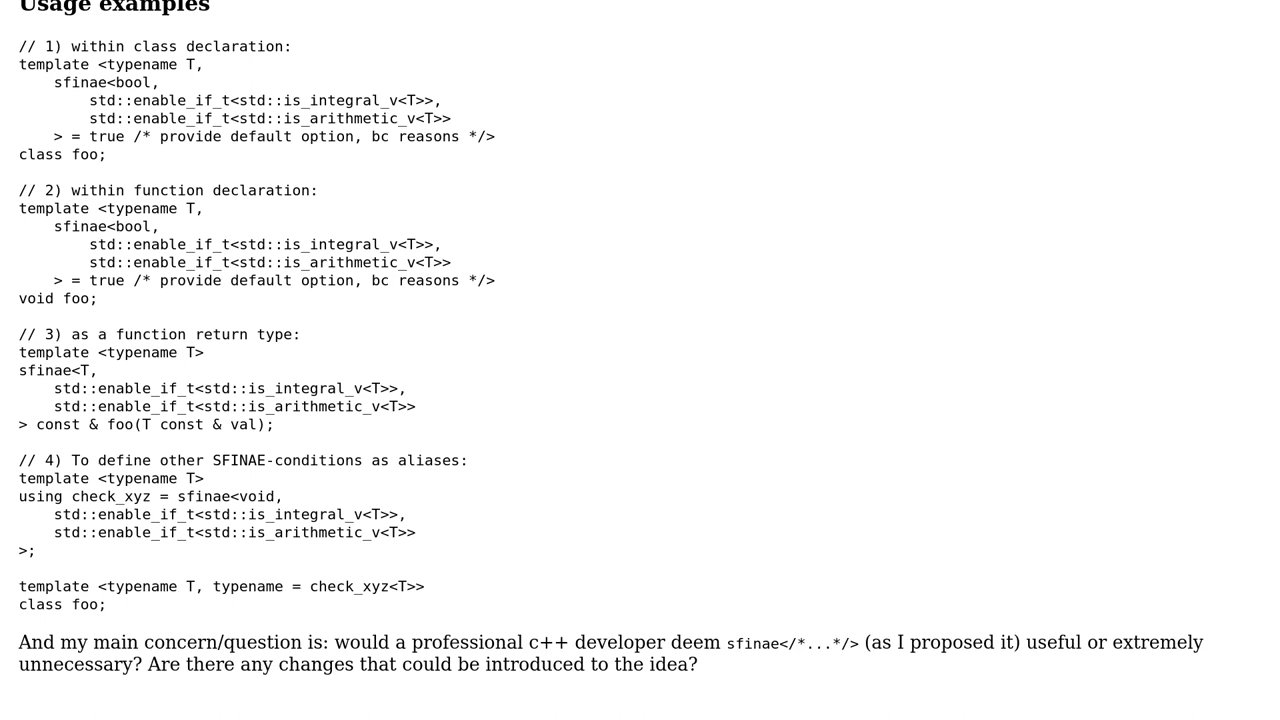 Usage examples
// 1) within class declaration:
template <typename T,
    sfinae<bool,
        std::enable_if_t<std::is_integral_v<T>>,
        std::enable_if_t<std::is_arithmetic_v<T>>
    > = true /* provide default option, bc reasons */>
class foo;
// 2) within function declaration:
template <typename T,
    sfinae<bool,
        std::enable_if_t<std::is_integral_v<T>>,
        std::enable_if_t<std::is_arithmetic_v<T>>
    > = true /* provide default option, bc reasons */>
void foo;
// 3) as a function return type:
template <typename T>
sfinae<T,
    std::enable_if_t<std::is_integral_v<T>>,
    std::enable_if_t<std::is_arithmetic_v<T>>
> const & foo(T const & val);
// 4) To define other SFINAE-conditions as aliases:
template <typename T>
using check_xyz = sfinae<void,
    std::enable_if_t<std::is_integral_v<T>>,
    std::enable_if_t<std::is_arithmetic_v<T>>
>;
template <typename T, typename = check_xyz<T>>
class foo;
And my main concern/question is: would a professional c++ developer deem sfinae</*...*/> (as I proposed it) useful or extremely
unnecessary? Are there any changes that could be introduced to the idea?